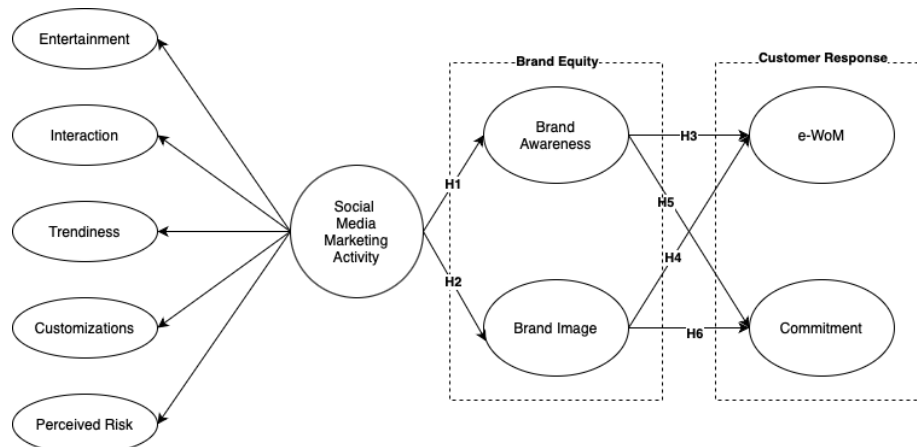 Entertainment
Interaction
Trendiness
Customizations
Perceived Risk
Social
Media
Marketing
Activity
H1
H2
Brand Equity
Brand
Awareness
Brand Image
H3
H5
H4
H6
Customer Response
e-WoM
Commitment